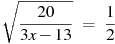 √(20/(3x − 13)) = 1/2